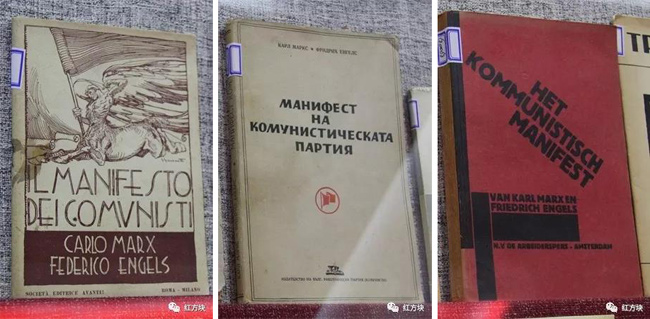 IL MANIFESTO
DEI COMVNISTI
CARLO MARX
FEDERICO ENGELS
SOCIETÀ EDITRICE AVANTI!
ROMA - MILANO
红方块
КАРЛ МАРКС • ФРИДРИХ ЕНГЕЛС
МАНИФЕСТ
НА
КОМУНИСТИЧЕСКАТА
ПАРТИЯ
红方块
HET
KOMMUNISTISCH
MANIFEST
VAN KARL MARX EN
FRIEDRICH ENGELS
N.V. DE ARBEIDERSPERS - AMSTERDAM
红方块